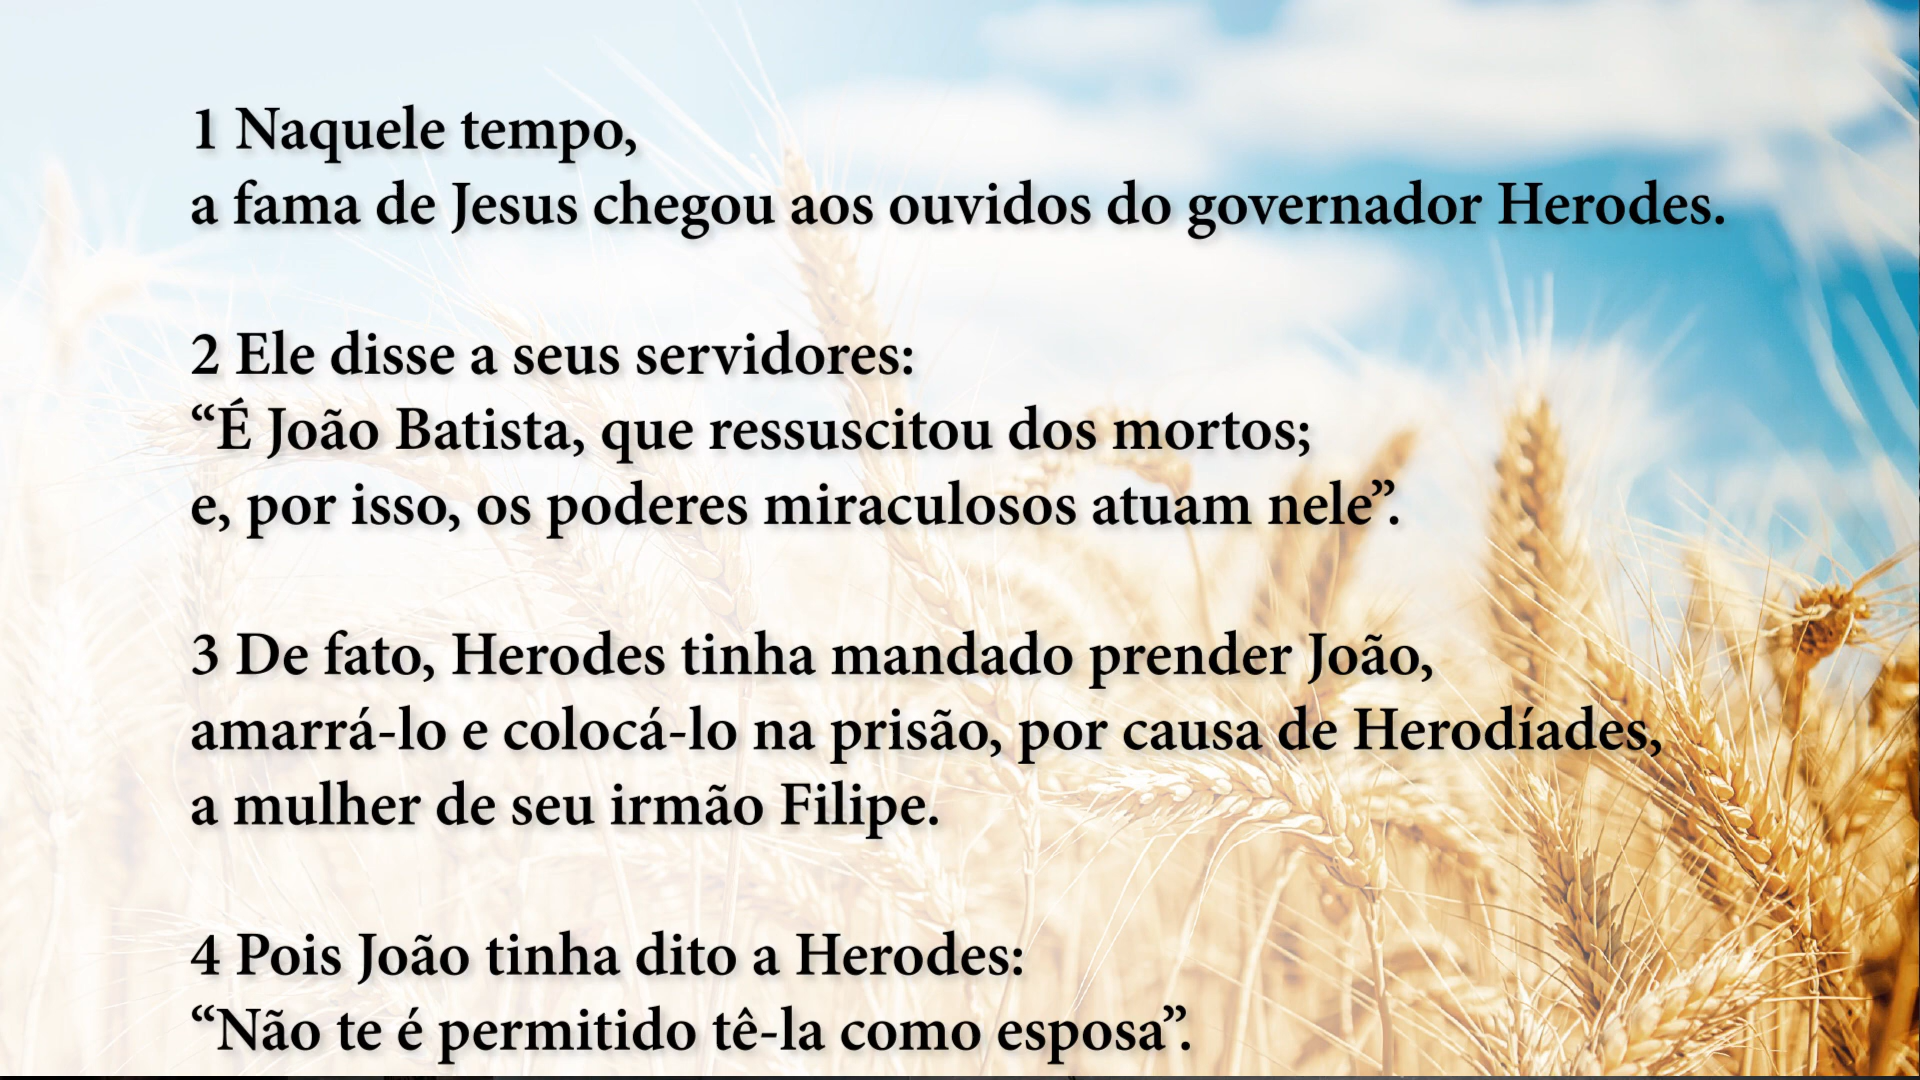 1 Naquele tempo,
a fama de Jesus chegou aos ouvidos do governador Herodes.
2 Ele disse a seus servidores:
“É João Batista, que ressuscitou dos mortos;
e, por isso, os poderes miraculosos atuam nele”.
3 De fato, Herodes tinha mandado prender João,
amarrá-lo e colocá-lo na prisão, por causa de Herodíades,
a mulher de seu irmão Filipe.
4 Pois João tinha dito a Herodes:
“Não te é permitido tê-la como esposa”.